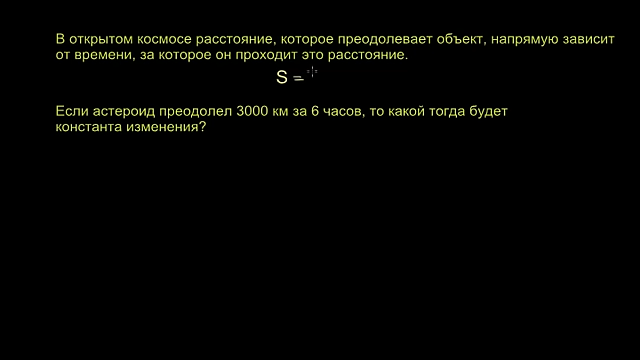 В открытом космосе расстояние, которое преодолевает объект, напрямую зависит
от времени, за которое он проходит это расстояние.
S =
Если астероид преодолел 3000 км за 6 часов, то какой тогда будет
константа изменения?